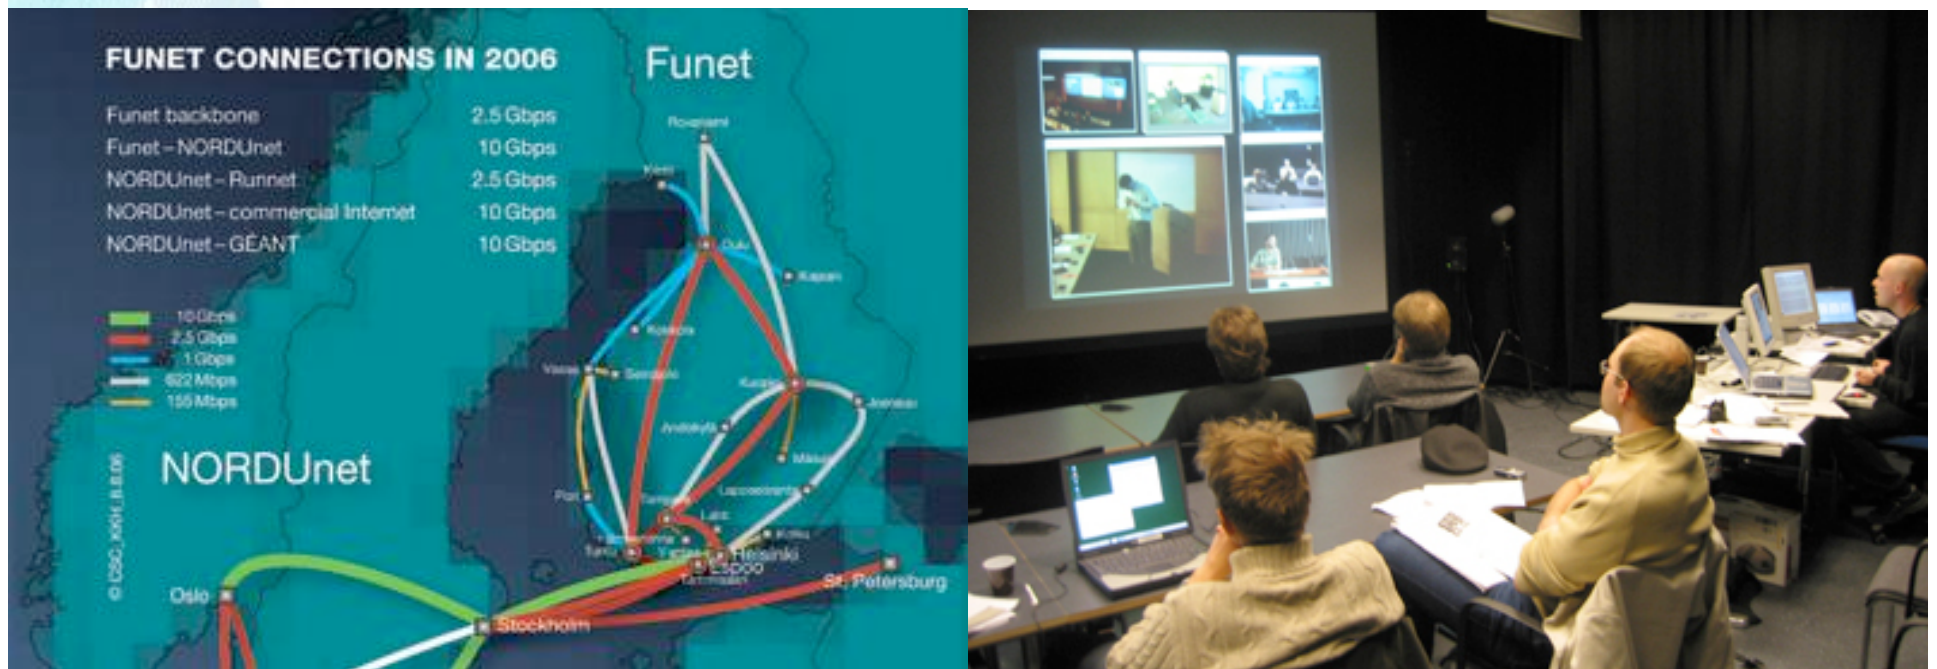 FUNET CONNECTIONS IN 2006
Funet backbone 2.5 Gbps
Funet – NORDUnet 10 Gbps
NORDUnet – Runnet 2.5 Gbps
NORDUnet – commercial Internet 10 Gbps
NORDUnet – GÉANT 10 Gbps
Funet
Rovaniemi
Kemi
Oulu
Kajaani
10 Gbps
2.5 Gbps
1 Gbps
622 Mbps
155 Mbps
Kokkola
Vaasa
Seinäjoki
Kuopio
Joensuu
Jyväskylä
Mikkeli
NORDUnet
Pori
Tampere
Lappeenranta
Lahti
Kotka
Turku
Helsinki
Espoo
Tammisaari
St. Petersburg
Oslo
Stockholm